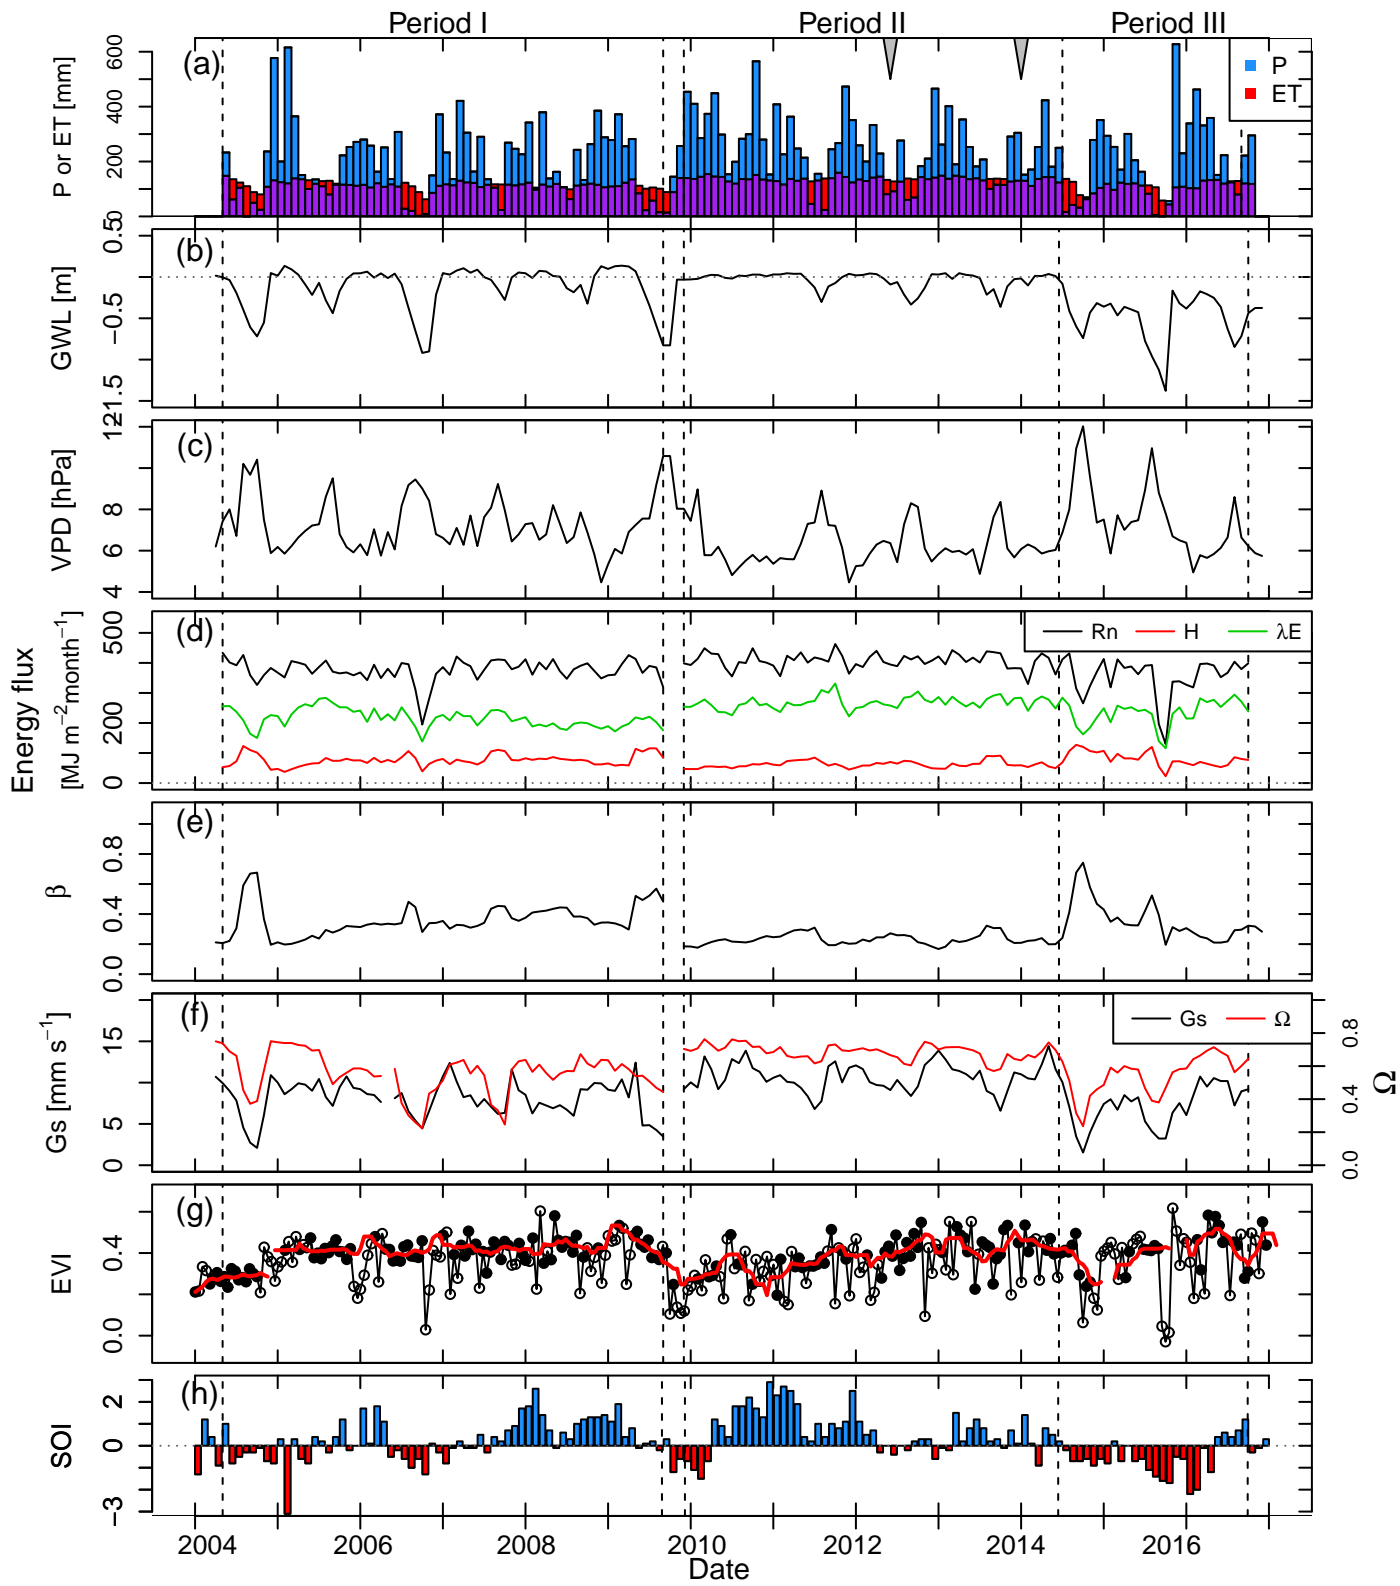 Period I Period II Period III
(a)
P or ET [mm]
200 400 600
P
ET
(b)
GWL [m]
−1.5 −0.5 0.5
(c)
VPD [hPa]
4 6 8 12
(d)
Energy flux
[MJ m−2month−1]
0 200 500
Rn H λE
(e)
β
0.0 0.4 0.8
(f)
Gs [mm s−1]
0 5 15
Gs Ω
0.0 0.4 0.8
Ω
(g)
EVI
0.0 0.4
(h)
SOI
−3 0 2
2004 2006 2008 2010 2012 2014 2016
Date